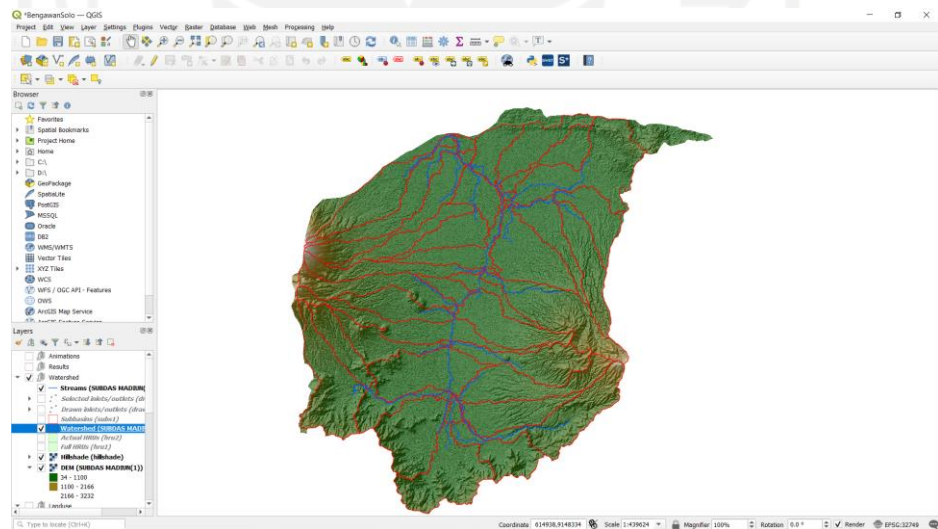 *BengawanSolo — QGIS
Project Edit View Layer Settings Plugins Vector Raster Database Web Mesh Processing Help
Browser
Favorites
Spatial Bookmarks
Project Home
Home
C:\
D:\
GeoPackage
SpatiaLite
PostGIS
MSSQL
Oracle
DB2
WMS/WMTS
Vector Tiles
XYZ Tiles
WCS
WFS / OGC API - Features
OWS
ArcGIS Map Service
Layers
Animations
Results
Watershed
Streams (SUBDAS MADIUN(
Selected inlets/outlets (dr
Drawn inlets/outlets (drav
Subbasins (subs1)
Watershed (SUBDAS MADI
Actual HRUs (hru2)
Full HRUs (hru1)
Hillshade (hillshade)
DEM (SUBDAS MADIUN(1))
34 - 1100
1100 - 2166
2166 - 3232
Landuse
Type to locate (Ctrl+K)
Coordinate 614938,9148334 Scale 1:439624 Magnifier 100% Rotation 0.0 ° Render EPSG:32749